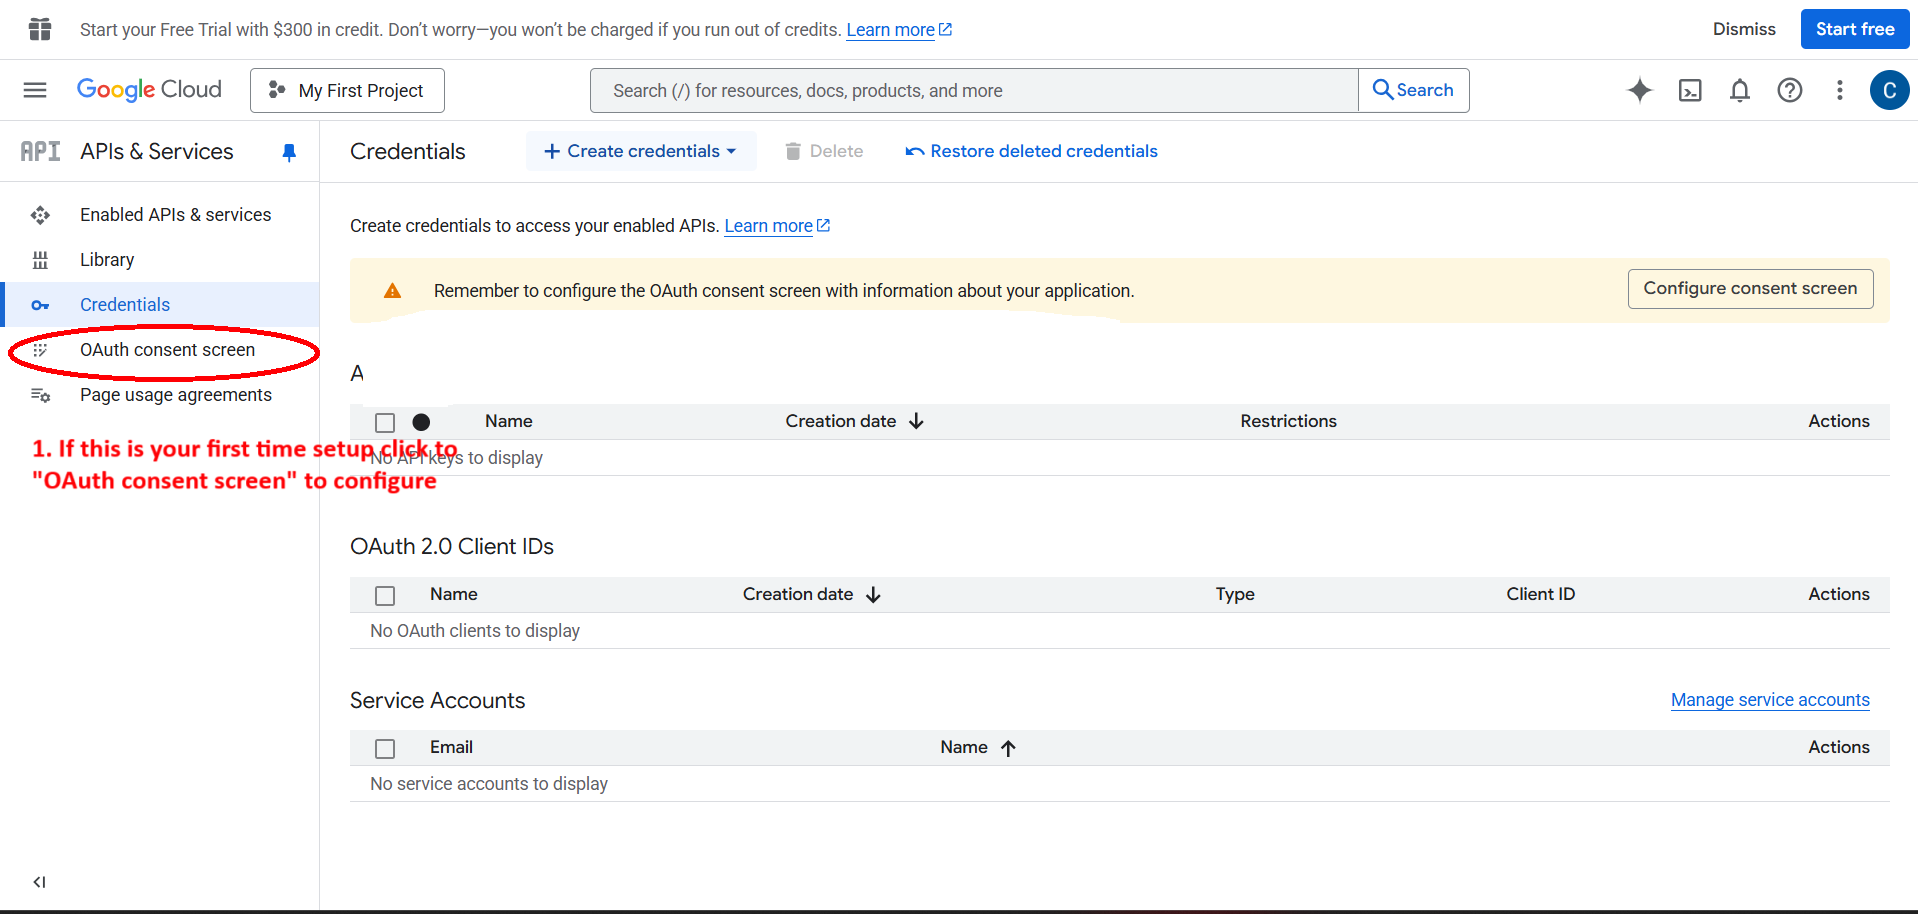 Start your Free Trial with $300 in credit. Don’t worry—you won’t be charged if you run out of credits. Learn more
Dismiss
Start free
Google Cloud
My First Project
Search (/) for resources, docs, products, and more
Search
C
API
APIs & Services
Credentials
Create credentials
Delete
Restore deleted credentials
Enabled APIs & services
Library
Credentials
OAuth consent screen
Page usage agreements
1. If this is your first time setup click to
"OAuth consent screen" to configure
Create credentials to access your enabled APIs. Learn more
Remember to configure the OAuth consent screen with information about your application.
Configure consent screen
A
Name
Creation date
Restrictions
Actions
No API keys to display
OAuth 2.0 Client IDs
Name
Creation date
Type
Client ID
Actions
No OAuth clients to display
Service Accounts
Manage service accounts
Email
Name
Actions
No service accounts to display